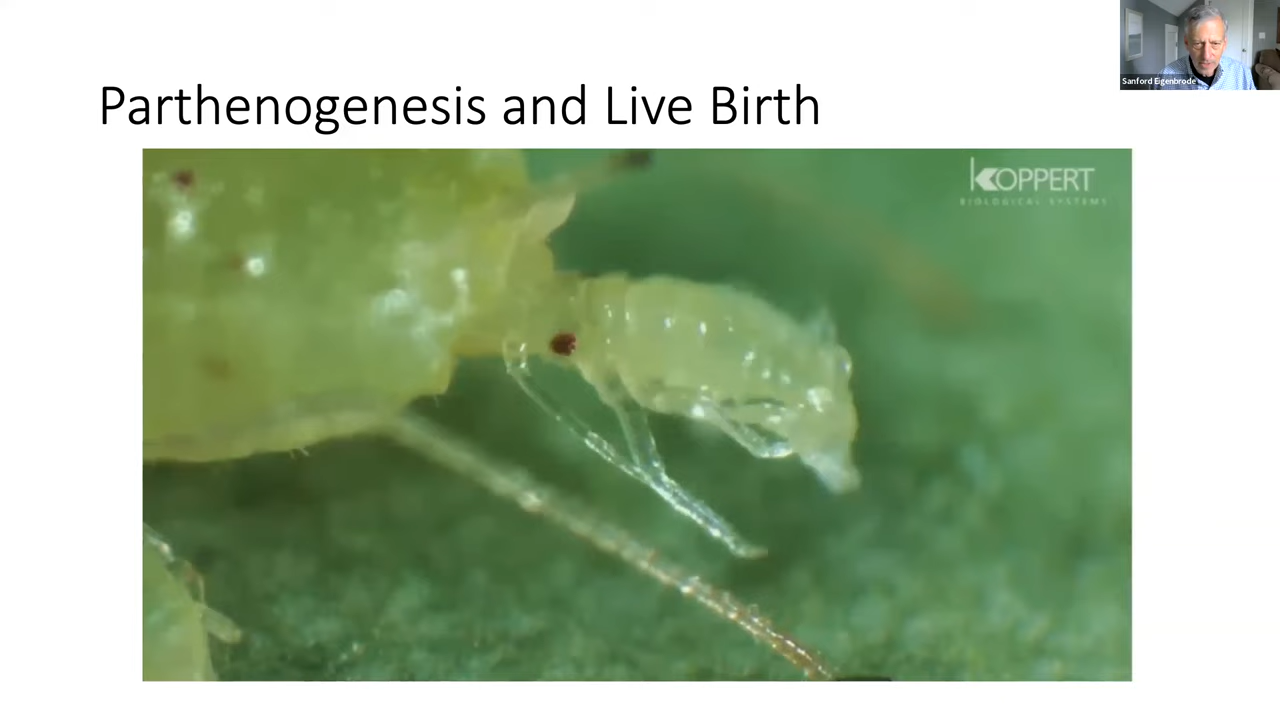 Parthenogenesis and Live Birth
Sanford Eigenbrode
KOPPERT
BIOLOGICAL SYSTEMS